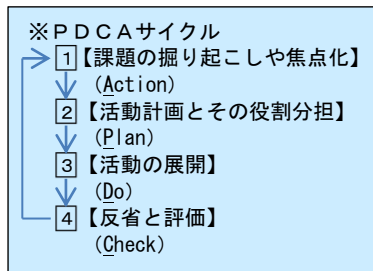 ※ＰＤＣＡサイクル
1【課題の掘り起こしや焦点化】
(Action)
2【活動計画とその役割分担】
(Plan)
3【活動の展開】
(Do)
4【反省と評価】
(Check)